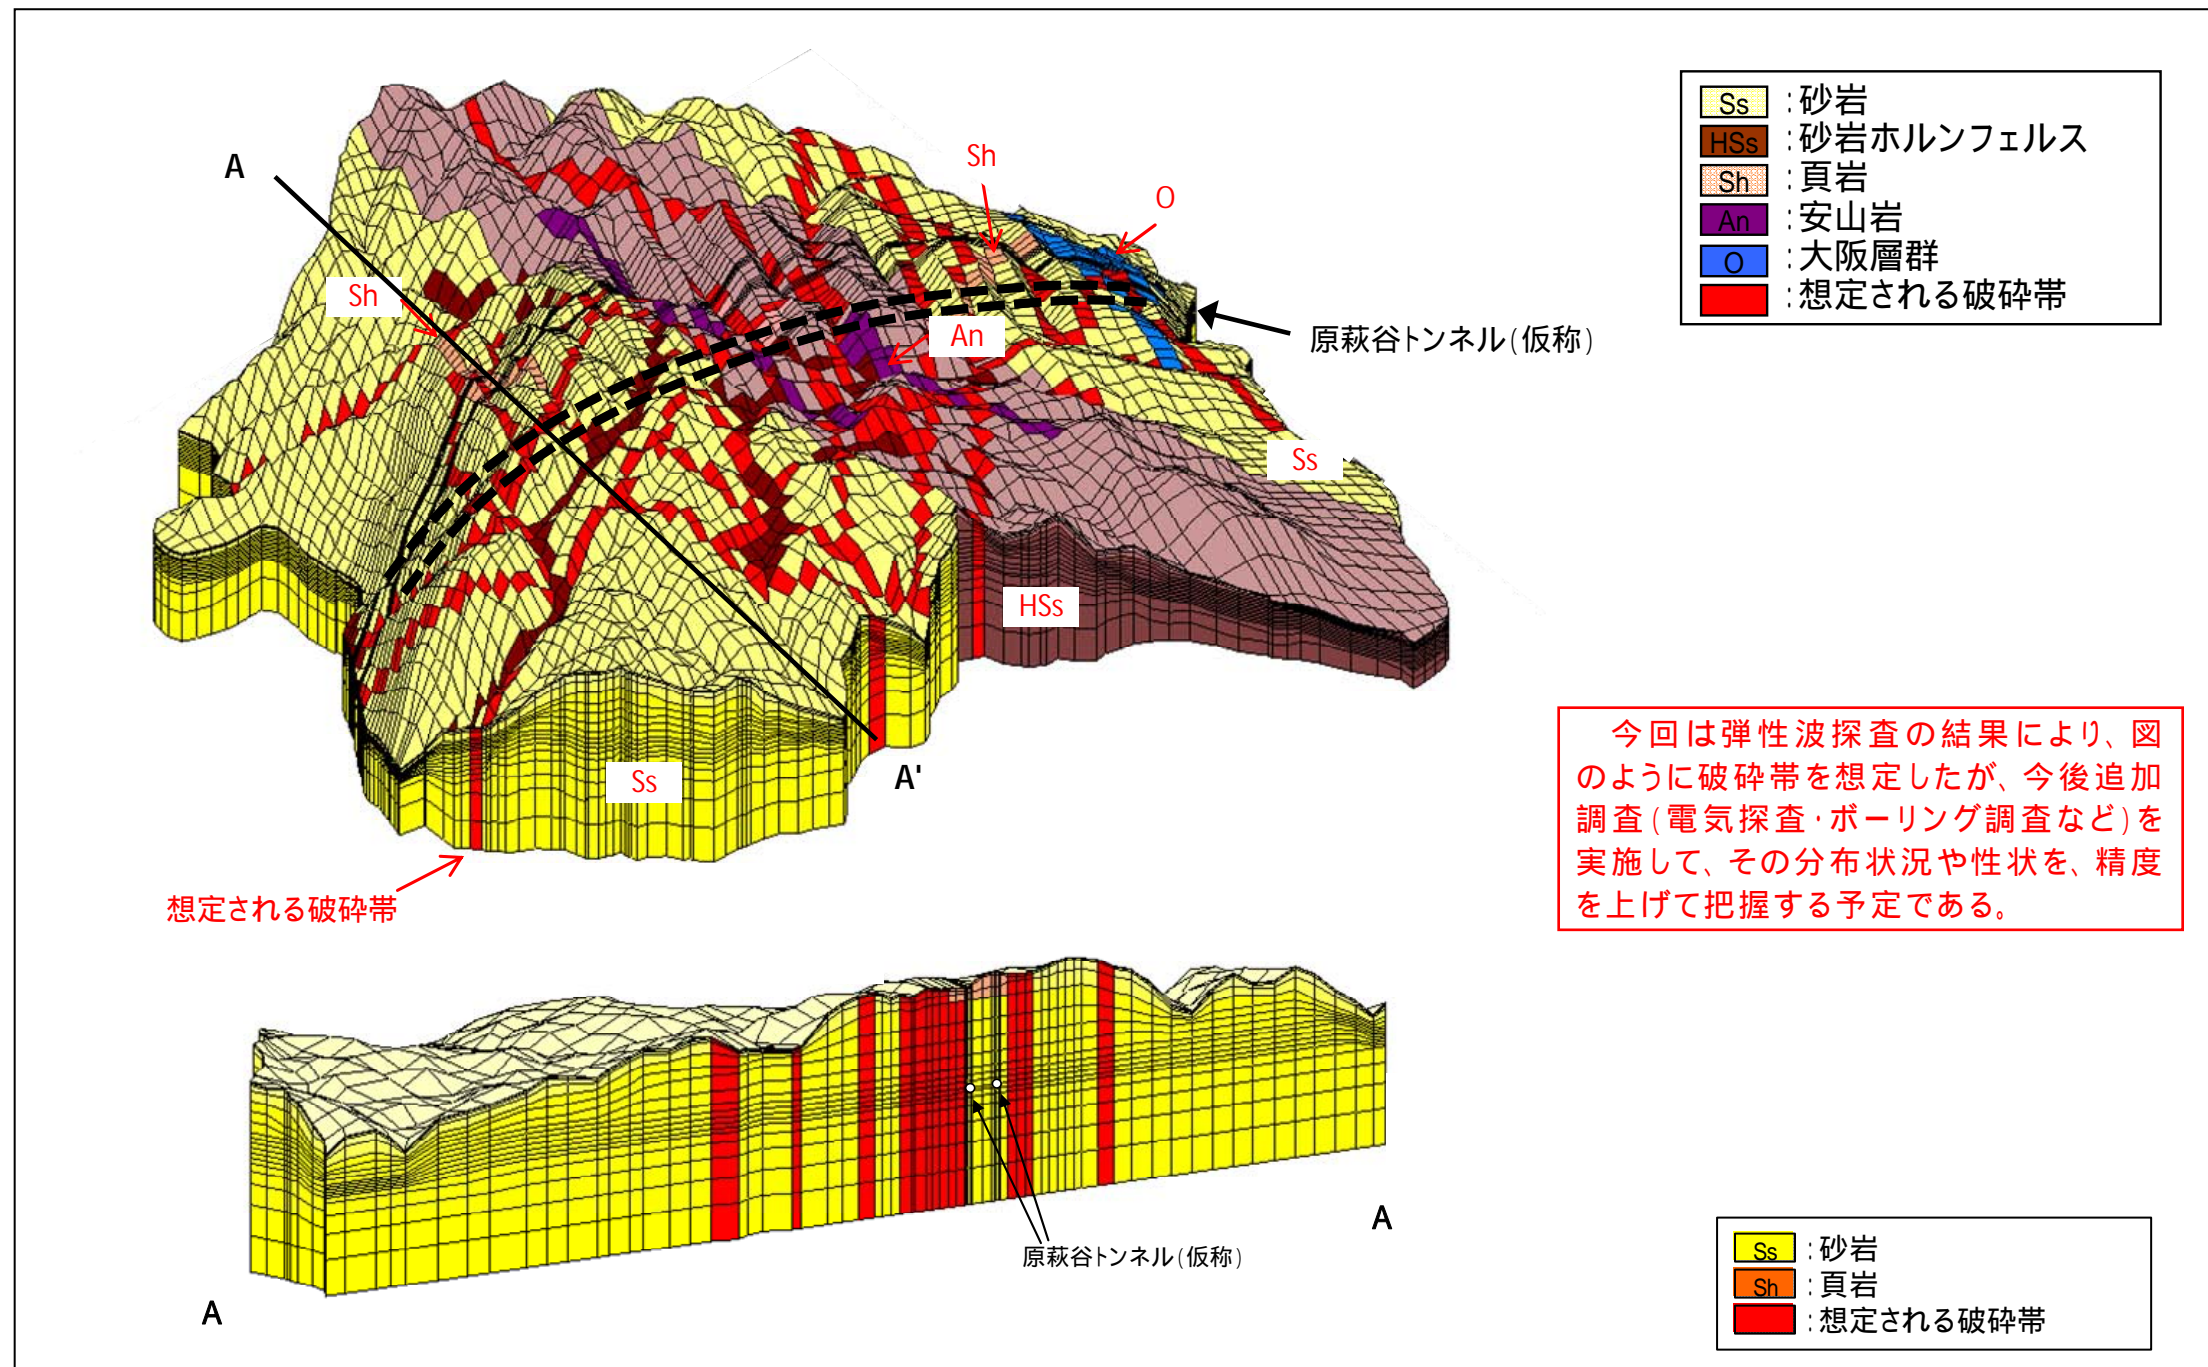 A
Sh
O
Sh
An
原萩谷トンネル(仮称)
Ss
HSs
Ss
A'
想定される破砕帯
Ss :砂岩
HSs :砂岩ホルンフェルス
Sh :頁岩
An :安山岩
O :大阪層群
:想定される破砕帯
今回は弾性波探査の結果により、図
のように破砕帯を想定したが、今後追加
調査(電気探査・ボーリング調査など)を
実施して、その分布状況や性状を、精度
を上げて把握する予定である。
A
原萩谷トンネル(仮称)
A
Ss :砂岩
Sh :頁岩
:想定される破砕帯